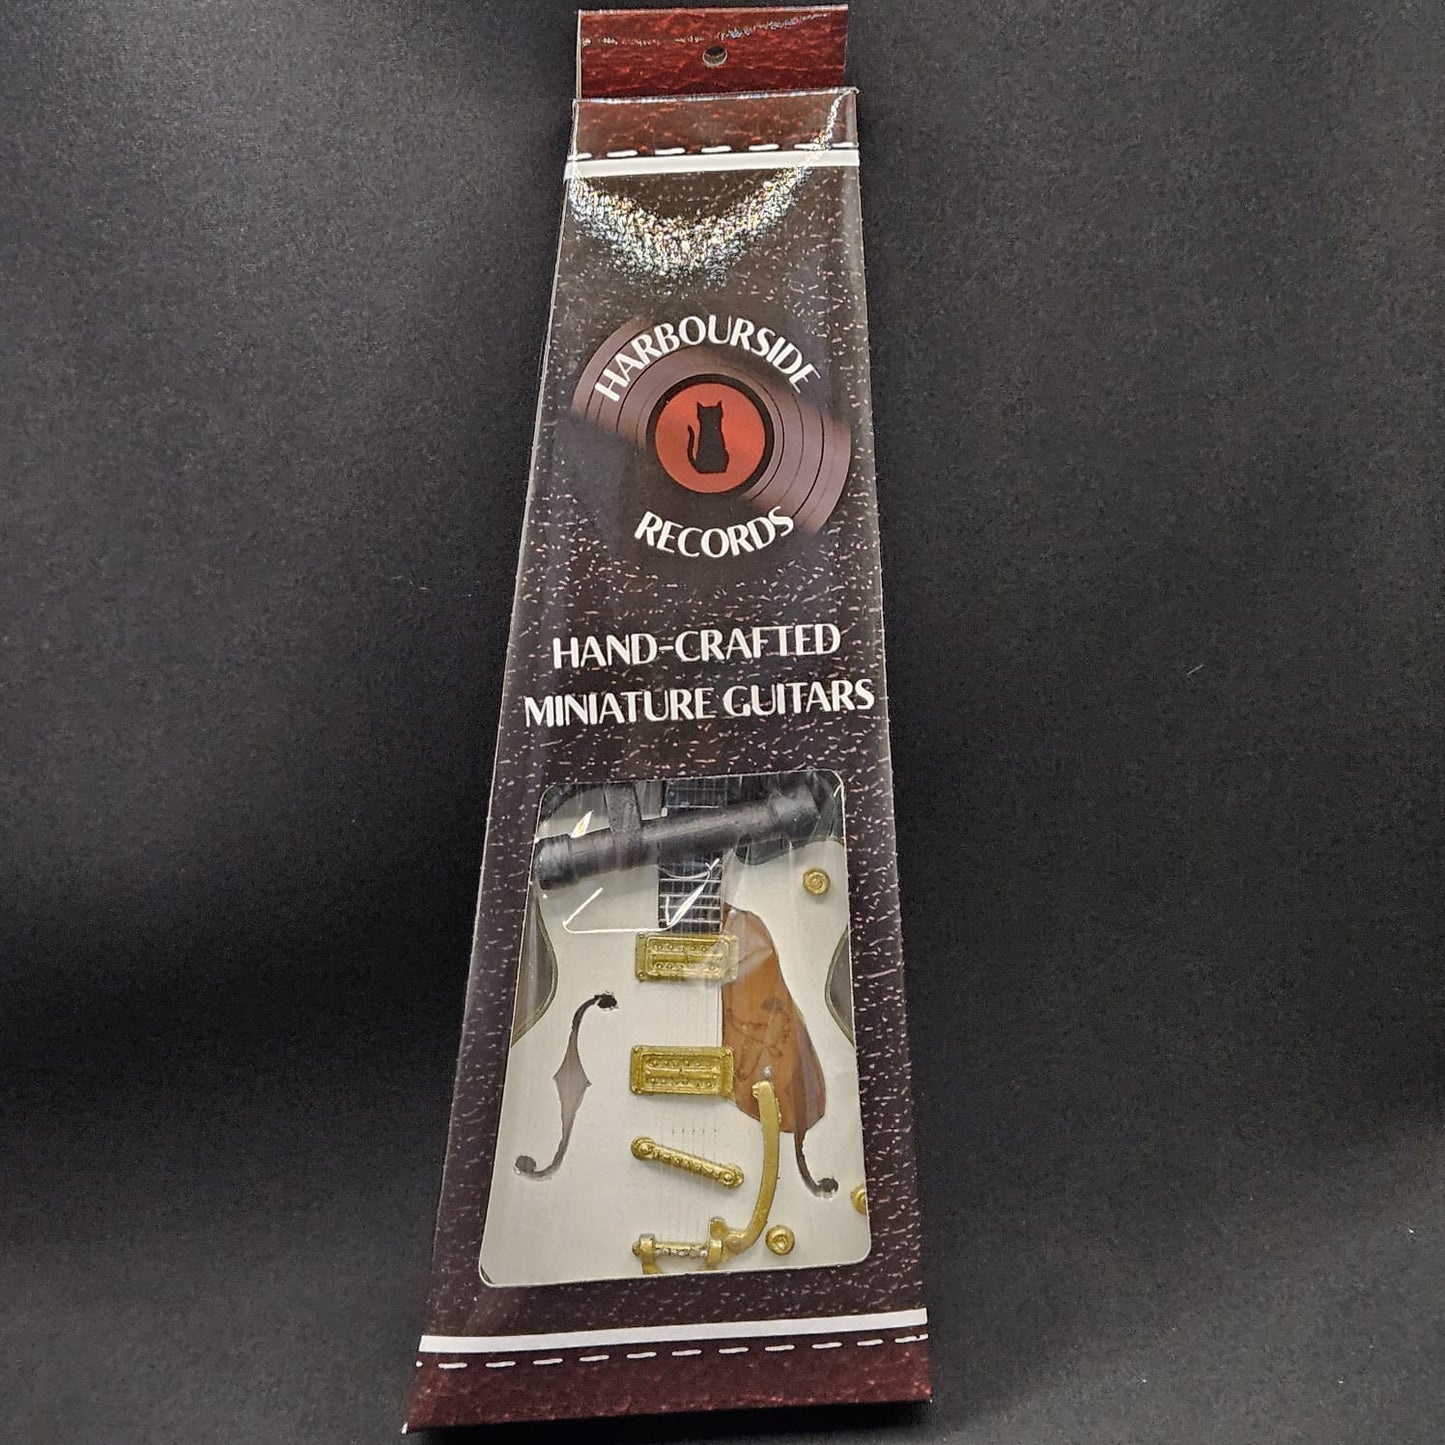 HARBOURSIDE
RECORDS
HAND-CRAFTED
MINIATURE GUITARS